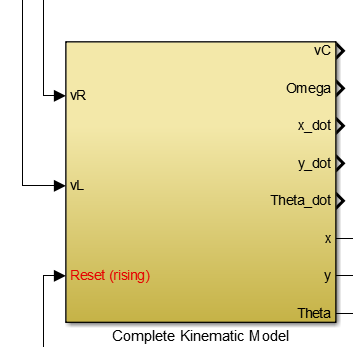 vC
Omega
vR
x_dot
y_dot
vL
Theta_dot
x
Reset (rising)
y
Theta
Complete Kinematic Model